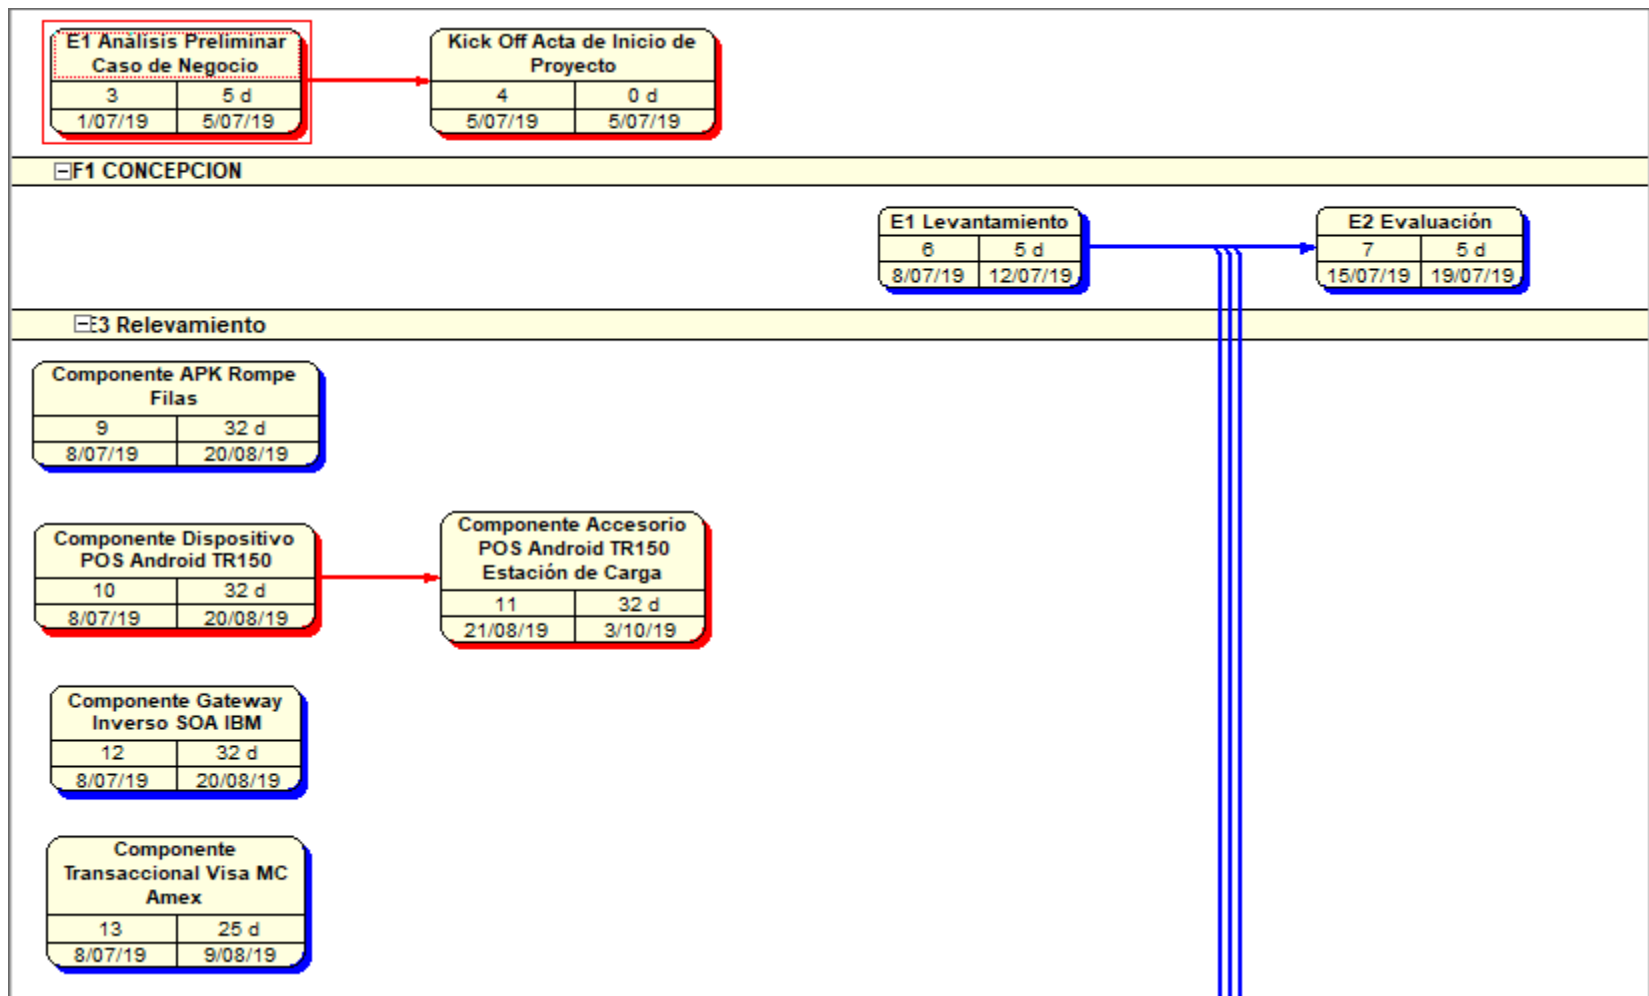 E1 Análisis Preliminar
Caso de Negocio
3 5 d
1/07/19 5/07/19
Kick Off Acta de Inicio de
Proyecto
4 0 d
5/07/19 5/07/19
F1 CONCEPCION
E1 Levantamiento
6 5 d
8/07/19 12/07/19
E2 Evaluación
7 5 d
15/07/19 19/07/19
E3 Relevamiento
Componente APK Rompe
Filas
9 32 d
8/07/19 20/08/19
Componente Dispositivo
POS Android TR150
10 32 d
8/07/19 20/08/19
Componente Accesorio
POS Android TR150
Estación de Carga
11 32 d
21/08/19 3/10/19
Componente Gateway
Inverso SOA IBM
12 32 d
8/07/19 20/08/19
Componente
Transaccional Visa MC
Amex
13 25 d
8/07/19 9/08/19